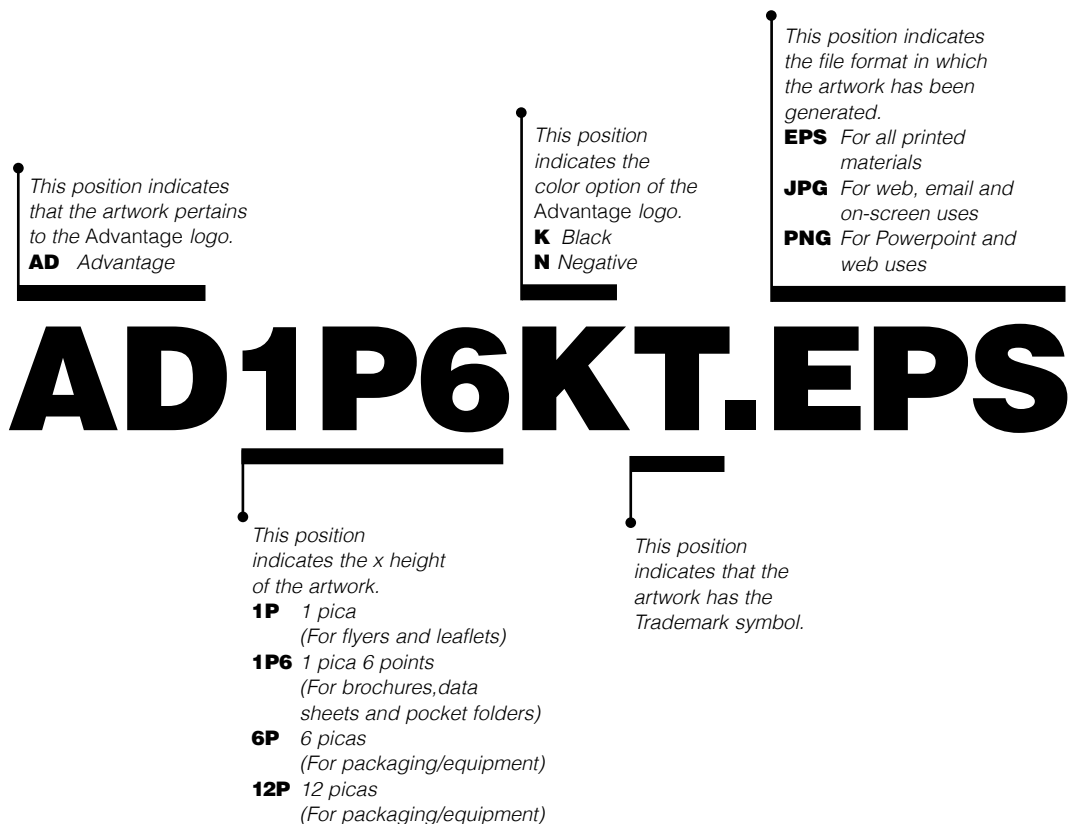 This position indicates
that the artwork pertains
to the Advantage logo.
AD Advantage
This position
indicates the
color option of the
Advantage logo.
K Black
N Negative
This position indicates
the file format in which
the artwork has been
generated.
EPS For all printed
materials
JPG For web, email and
on-screen uses
PNG For Powerpoint and
web uses
AD1P6KT.EPS
This position
indicates the x height
of the artwork.
1P 1 pica
(For flyers and leaflets)
1P6 1 pica 6 points
(For brochures,data
sheets and pocket folders)
6P 6 picas
(For packaging/equipment)
12P 12 picas
(For packaging/equipment)
This position
indicates that the
artwork has the
Trademark symbol.